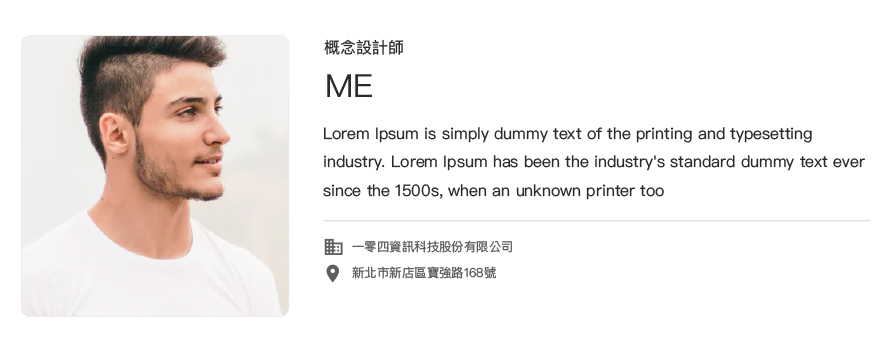 概念設計師
ME
Lorem Ipsum is simply dummy text of the printing and typesetting
industry. Lorem Ipsum has been the industry's standard dummy text ever
since the 1500s, when an unknown printer too
一零四資訊科技股份有限公司
新北市新店區寶強路168號